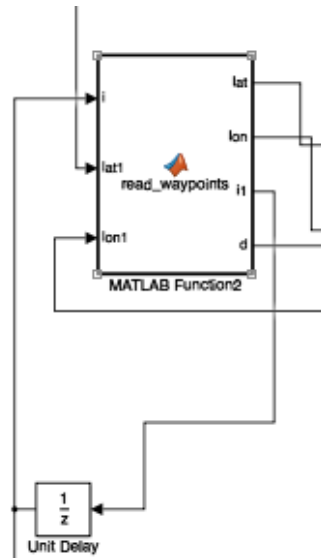 lat
i
lon
lat1
read_waypoints
i1
lon1
d
MATLAB Function2
1
z
Unit Delay